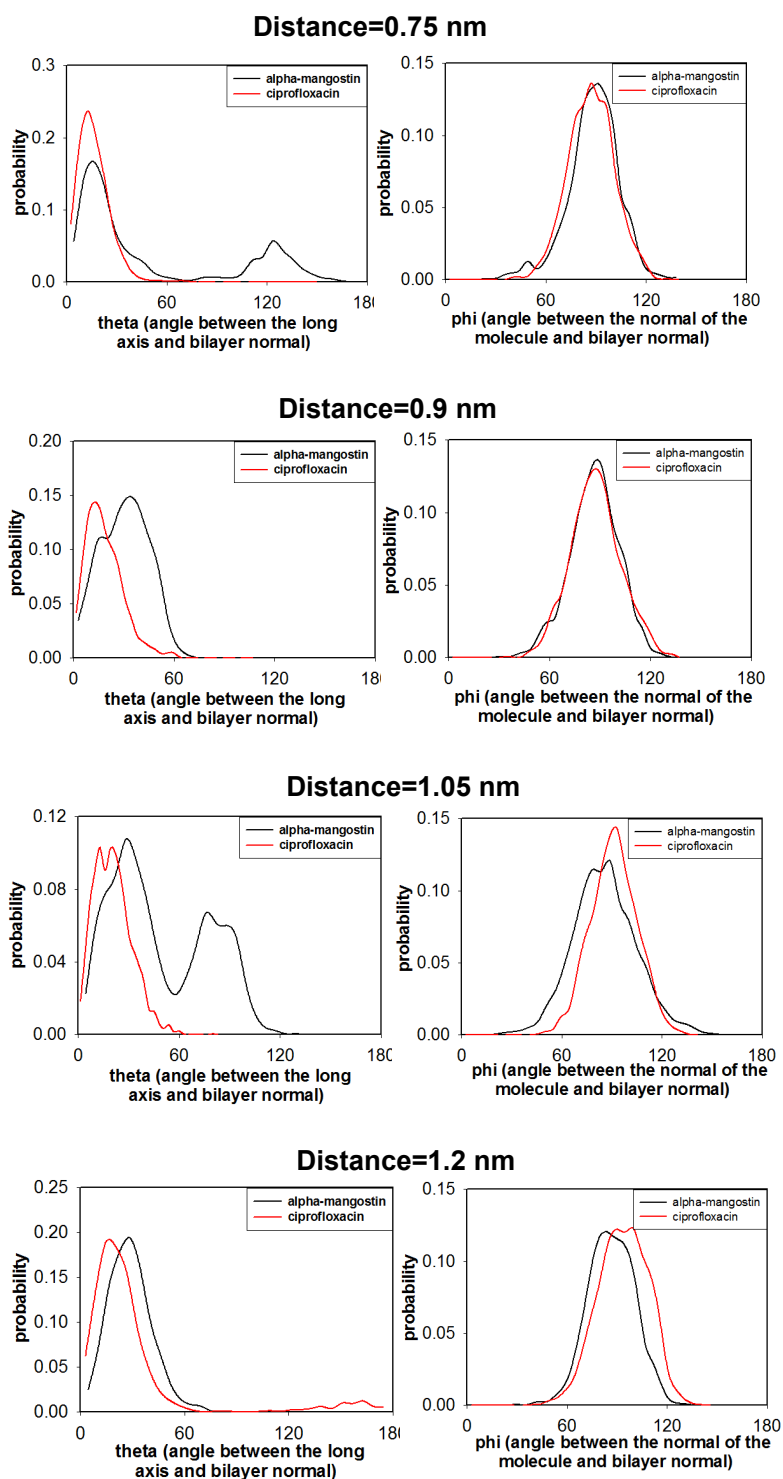 Distance=0.75 nm
0.3
0.2
0.1
0.0
probability
alpha-mangostin
ciprofloxacin
0
60
120
180
theta (angle between the long
axis and bilayer normal)
0.15
0.10
0.05
0.00
probability
alpha-mangostin
ciprofloxacin
0
60
120
180
phi (angle between the normal of the
molecule and bilayer normal)
Distance=0.9 nm
0.20
0.15
0.10
0.05
0.00
probability
alpha-mangostin
ciprofloxacin
0
60
120
180
theta (angle between the long
axis and bilayer normal)
0.15
0.10
0.05
0.00
probability
alpha-mangostin
ciprofloxacin
0
60
120
180
phi (angle between the normal of the
molecule and bilayer normal)
Distance=1.05 nm
0.12
0.08
0.04
0.00
probability
alpha-mangostin
ciprofloxacin
0
60
120
180
theta (angle between the long
axis and bilayer normal)
0.15
0.10
0.05
0.00
probability
alpha-mangostin
ciprofloxacin
0
60
120
180
phi (angle between the normal of the
molecule and bilayer normal)
Distance=1.2 nm
0.25
0.20
0.15
0.10
0.05
0.00
probability
alpha-mangostin
ciprofloxacin
0
60
120
180
theta (angle between the long
axis and bilayer normal)
0.15
0.10
0.05
0.00
probability
alpha-mangostin
ciprofloxacin
0
60
120
180
phi (angle between the normal of the
molecule and bilayer normal)